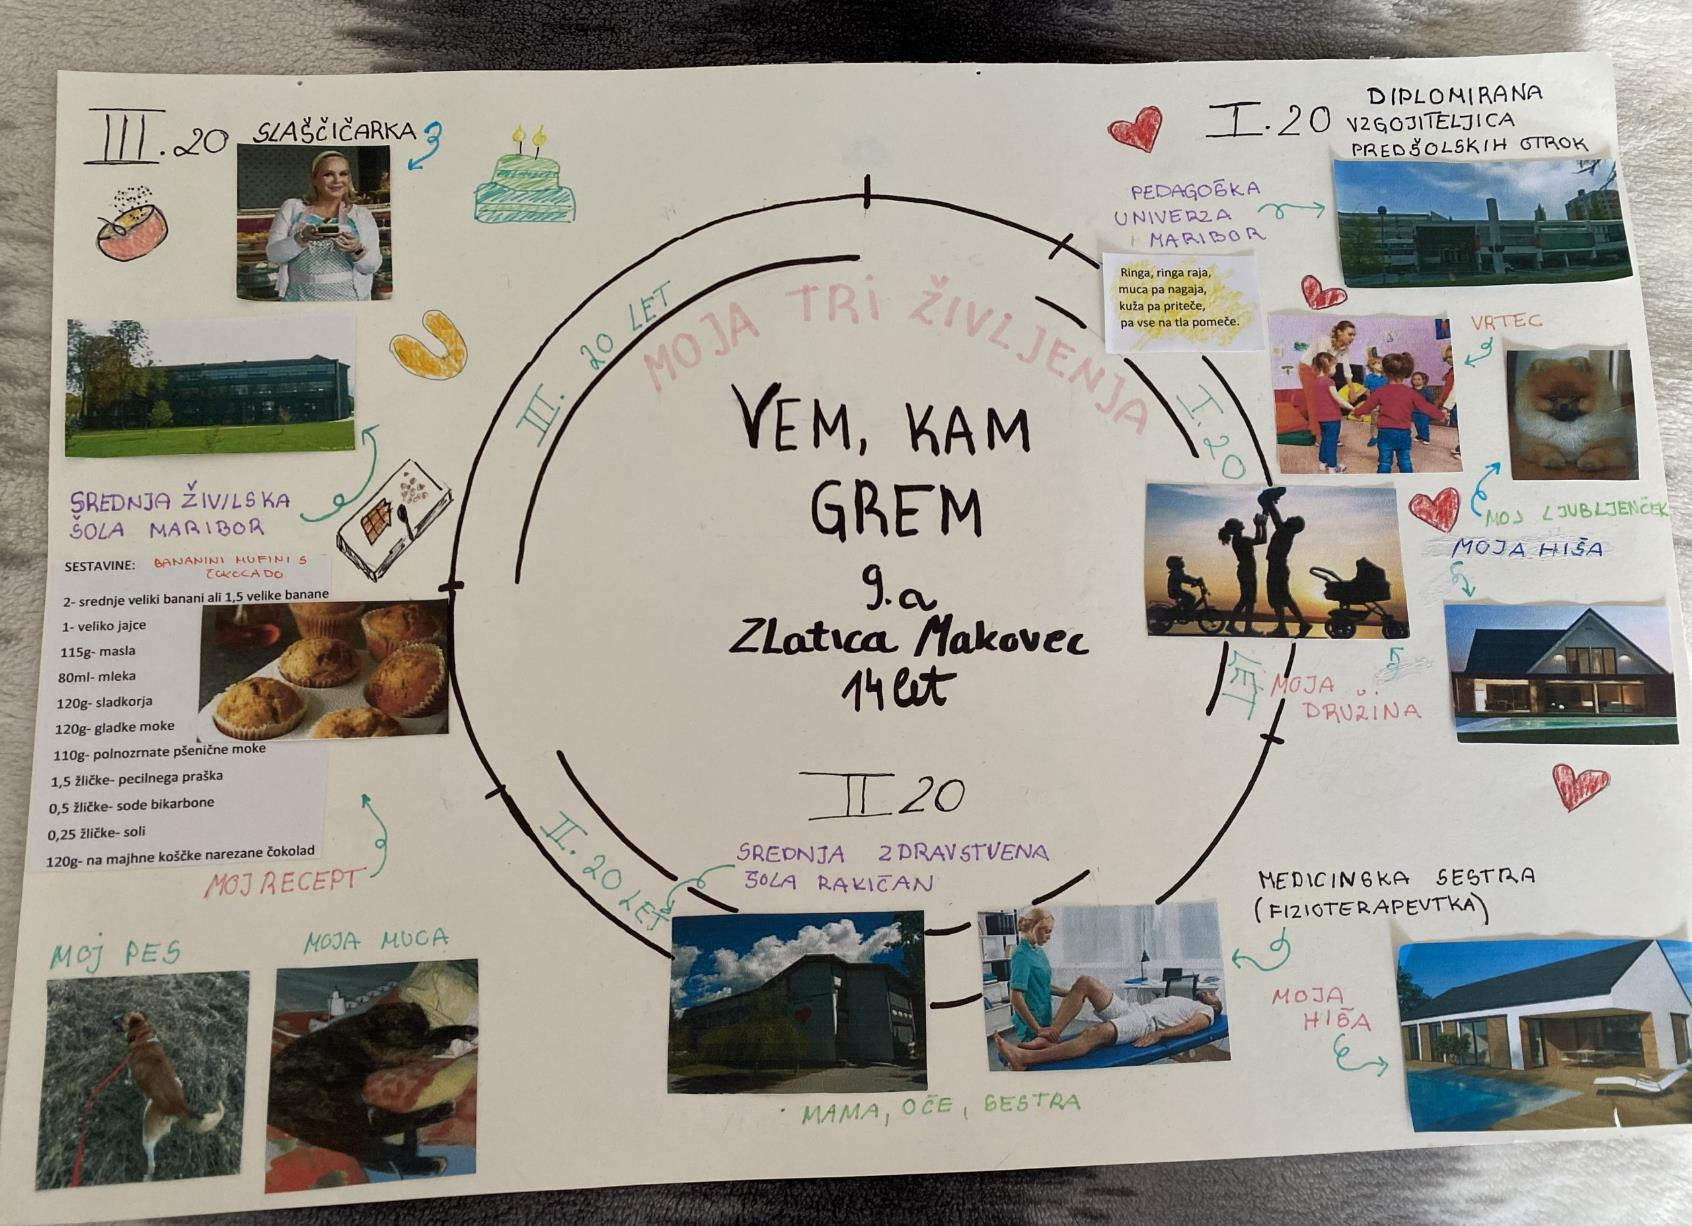 III.20 SLAŠČIČARKA
I.20 DIPLOMIRANA
VZGOJITELJICA
PREDŠOLSKIH OTROK
PEDAGOŠKA
UNIVERZA
MARIBOR
Ringa, ringa raja,
muca pa nagaja,
kuža pa priteče,
pa vse na tla pomeče.
VRTEC
MOJ LJUBLJENČEK
MOJA HIŠA
MOJA
DRUŽINA
MOJA TRI ŽIVLJENJA
III. 20 LET
I. 20
LET
VEM, KAM
GREM
9.a
Zlatica Makovec
14 let
SREDNJA ŽIVILSKA
ŠOLA MARIBOR
SESTAVINE: BANANINI MUFINI S
ČOKOLADO
2- srednje veliki banani ali 1,5 velike banane
1- veliko jajce
115g- masla
80ml- mleka
120g- sladkorja
120g- gladke moke
110g- polnozrnate pšenične moke
1,5 žličke- pecilnega praška
0,5 žličke- sode bikarbone
0,25 žličke- soli
120g- na majhne koščke narezane čokolad
MOJ RECEPT
MOJ PES
MOJA MUCA
II 20
II. 20 LET
SREDNJA ZDRAVSTVENA
ŠOLA RAKIČAN
MEDICINSKA SESTRA
(FIZIOTERAPEVTKA)
MOJA
HIŠA
MAMA, OČE, SESTRA